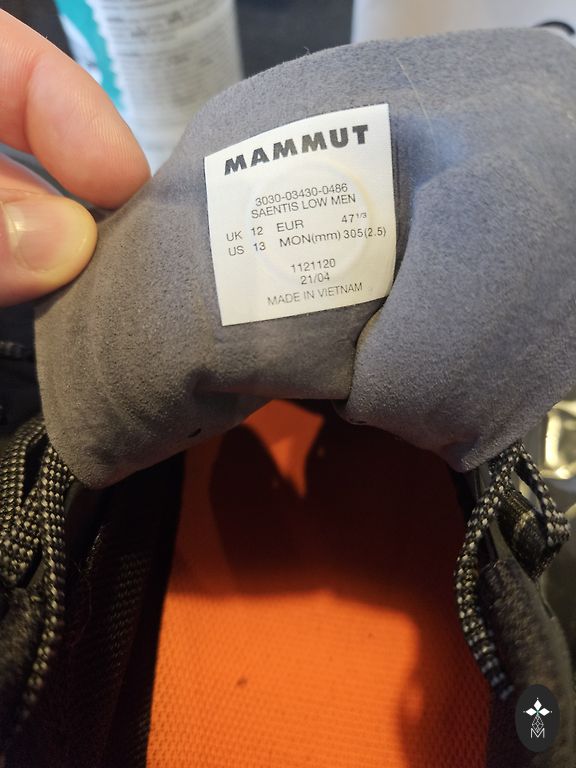 MAMMUT
3030-03430-0486
SAENTIS LOW MEN
UK 12 EUR 47 1/3
US 13 MON(mm) 305(2.5)
1121120
21/04
MADE IN VIETNAM
M